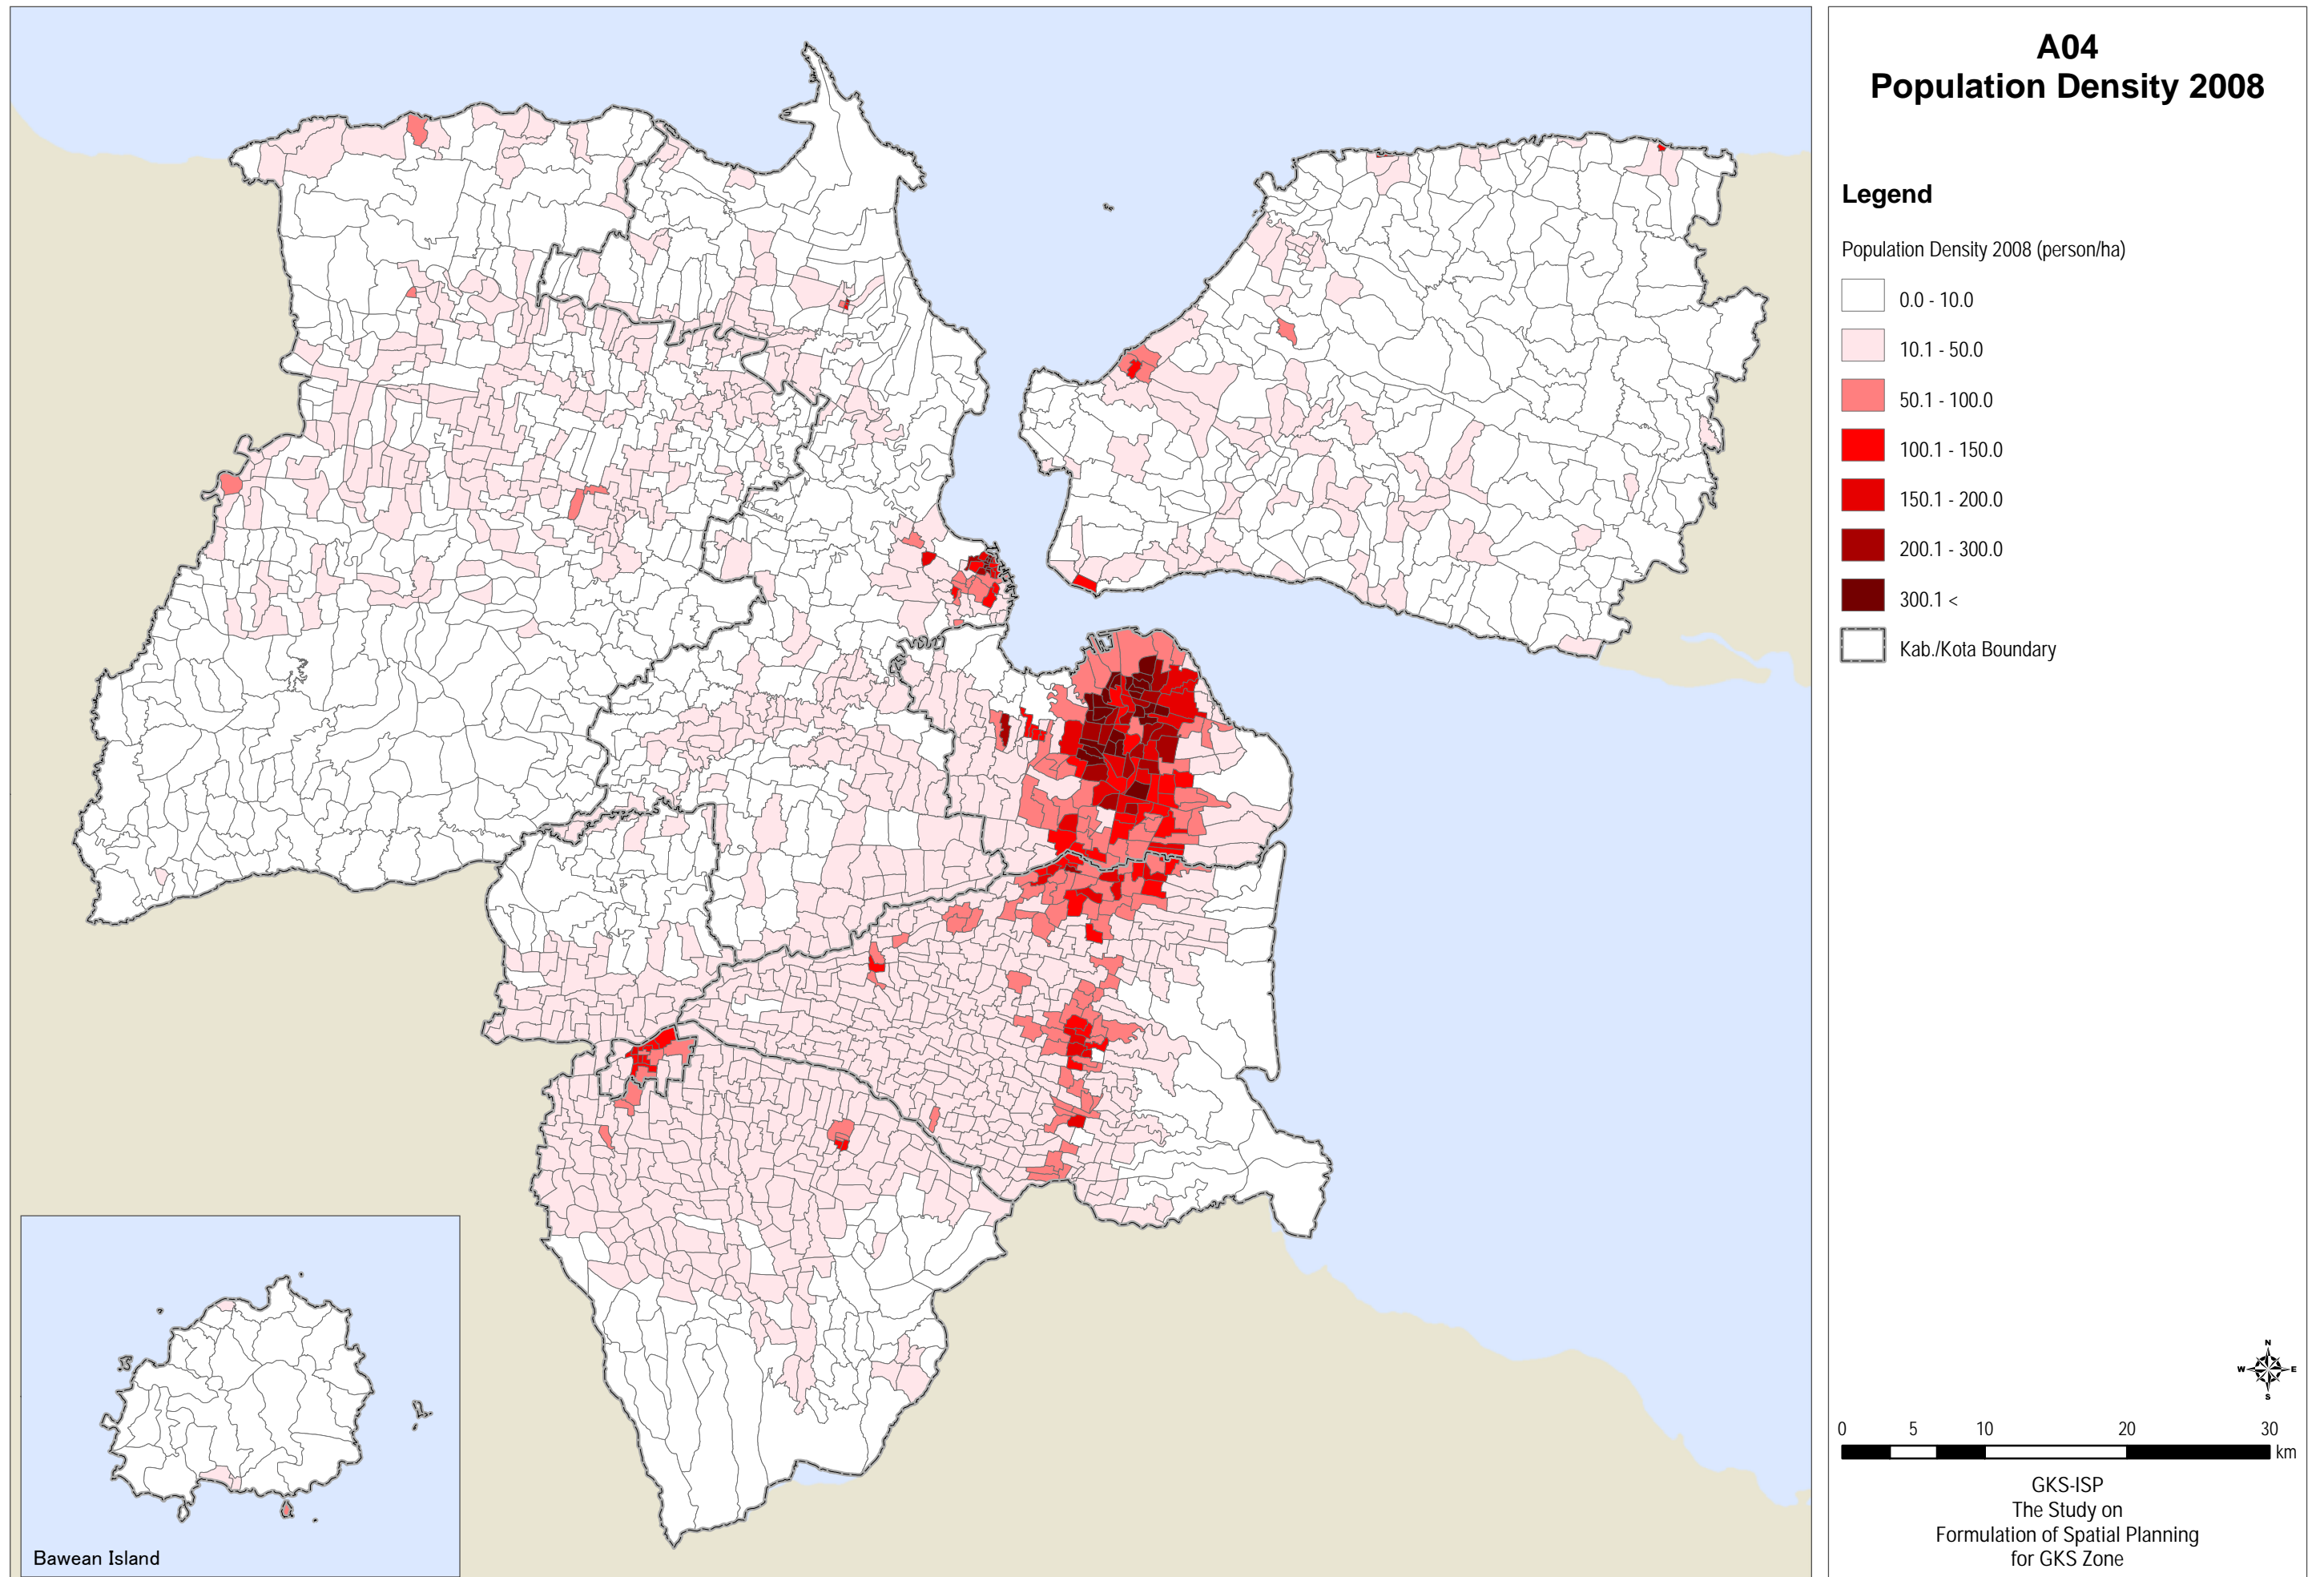 A04
Population Density 2008
Legend
Population Density 2008 (person/ha)
0.0 - 10.0
10.1 - 50.0
50.1 - 100.0
100.1 - 150.0
150.1 - 200.0
200.1 - 300.0
300.1 <
Kab./Kota Boundary
N
W E
S
0 5 10 20 30
km
GKS-ISP
The Study on
Formulation of Spatial Planning
for GKS Zone
Bawean Island